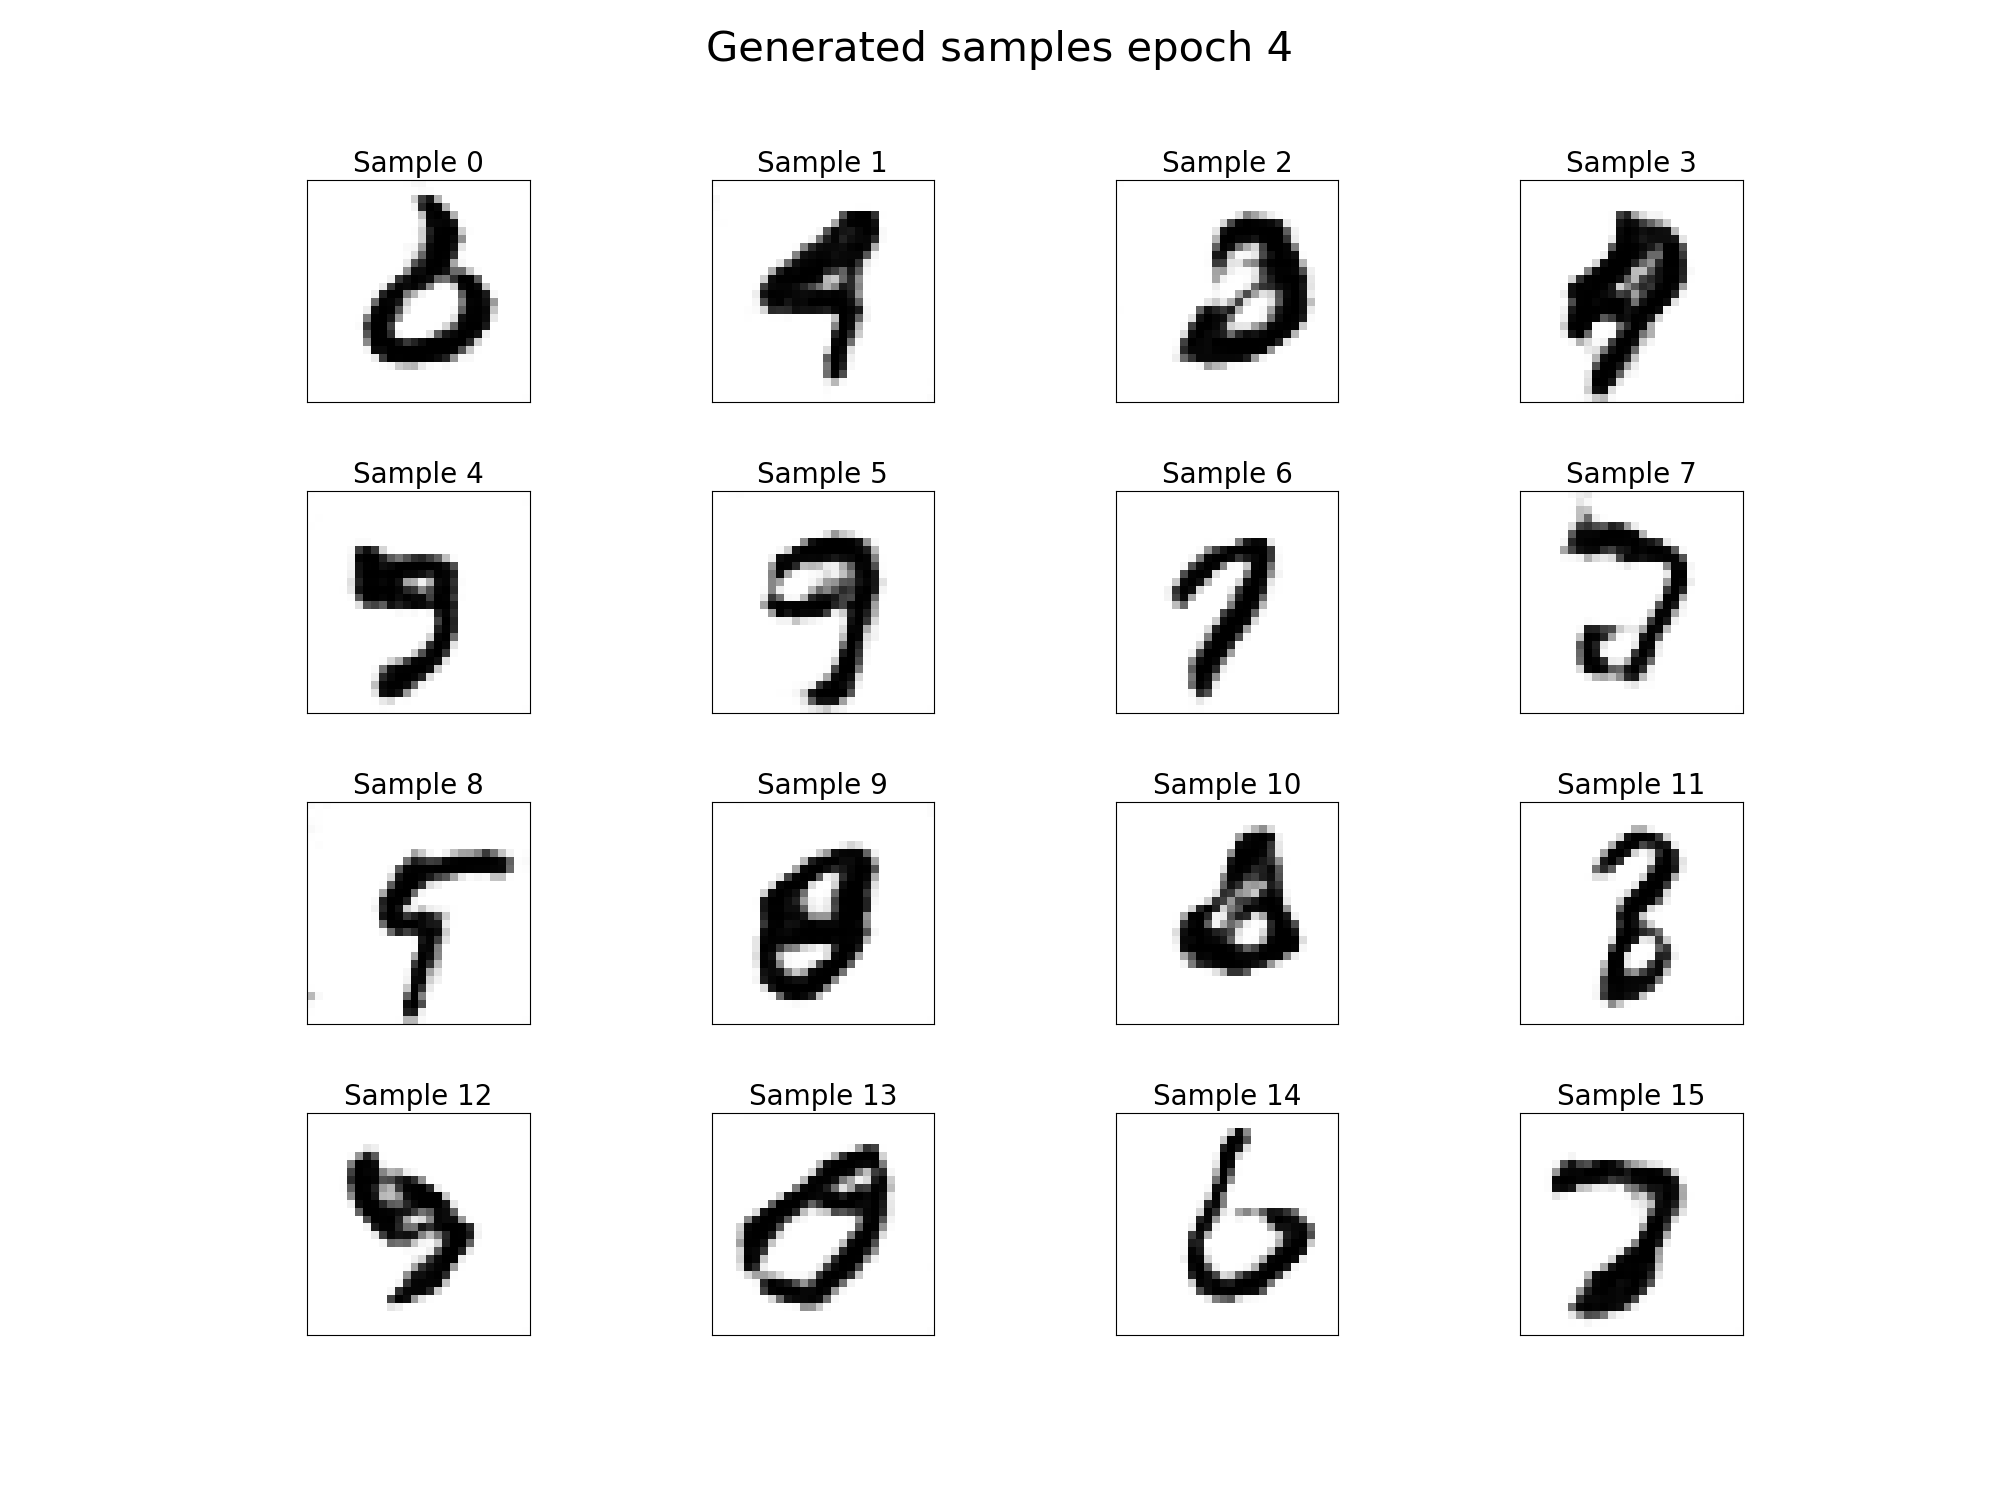 Generated samples epoch 4
Sample 0 Sample 1 Sample 2 Sample 3
Sample 4 Sample 5 Sample 6 Sample 7
Sample 8 Sample 9 Sample 10 Sample 11
Sample 12 Sample 13 Sample 14 Sample 15